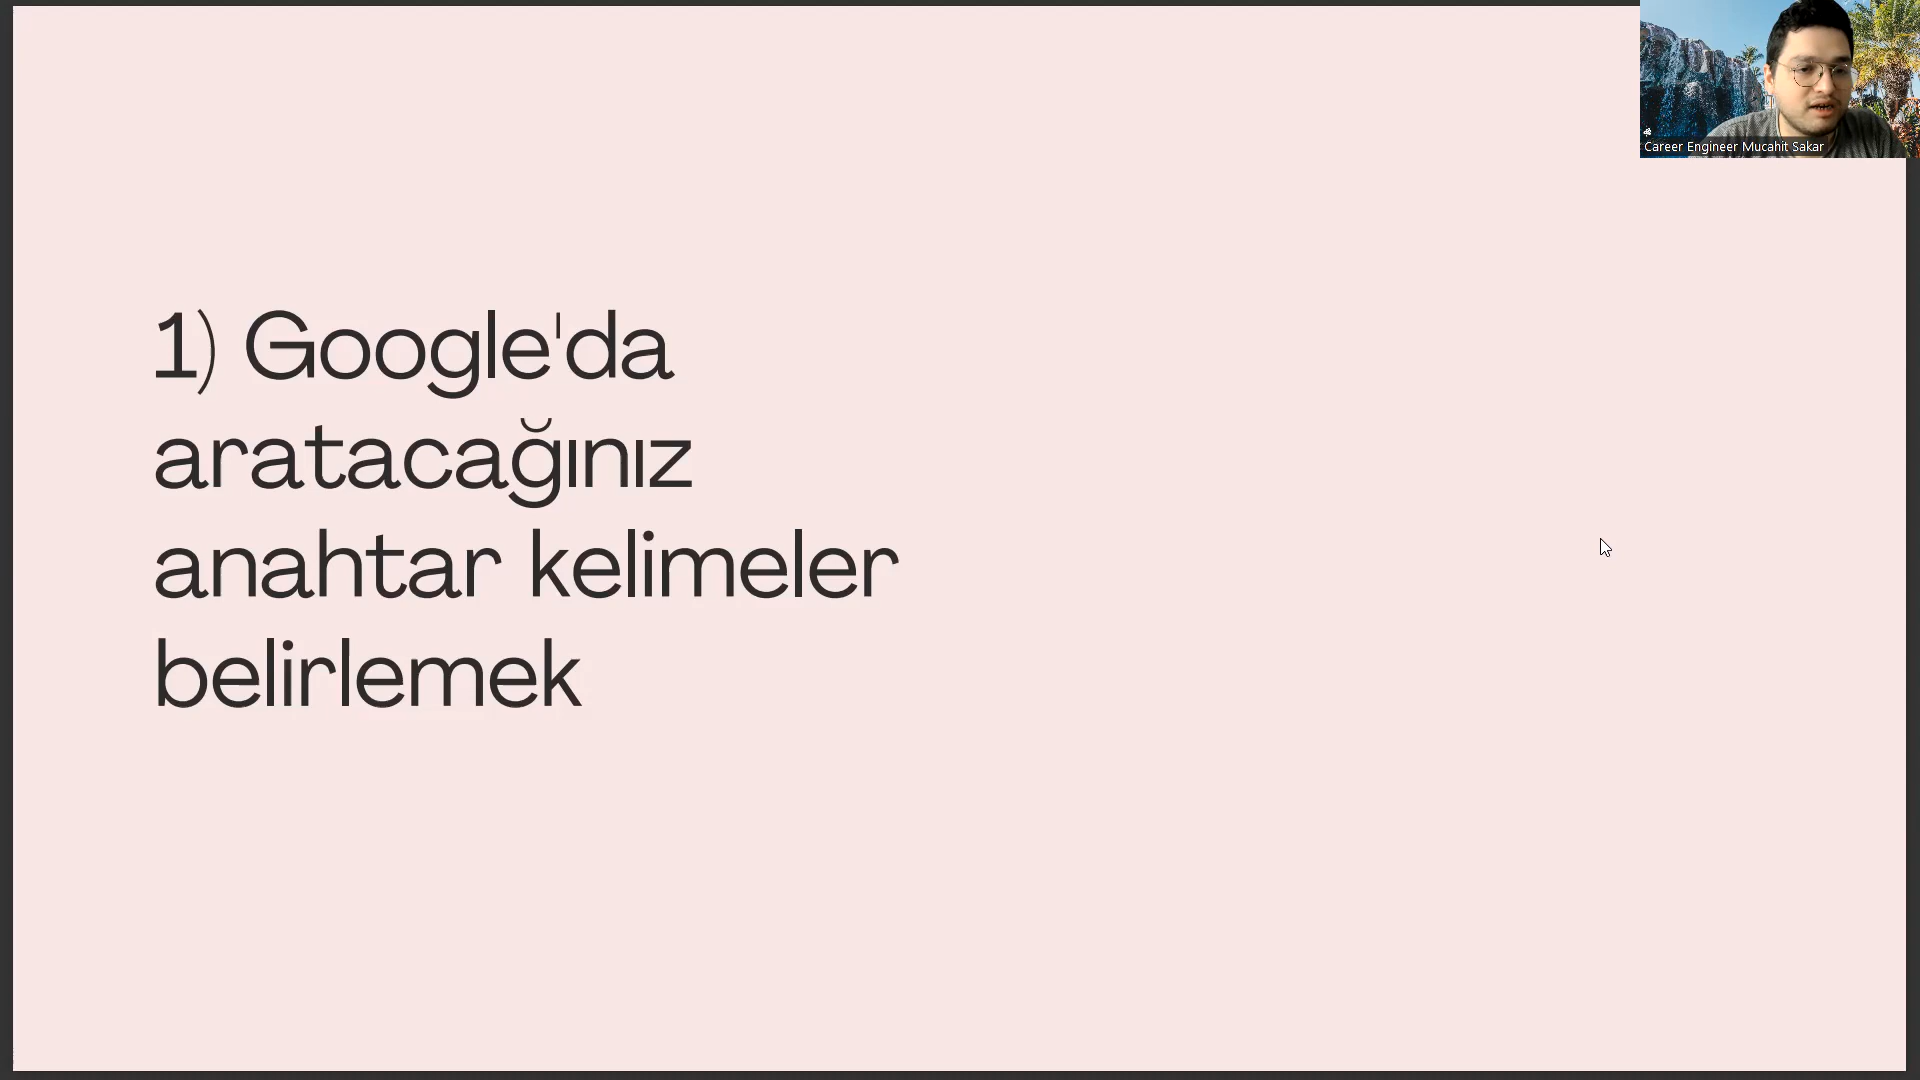 Career Engineer Mucahit Sakar
1) Google'da
aratacağınız
anahtar kelimeler
belirlemek